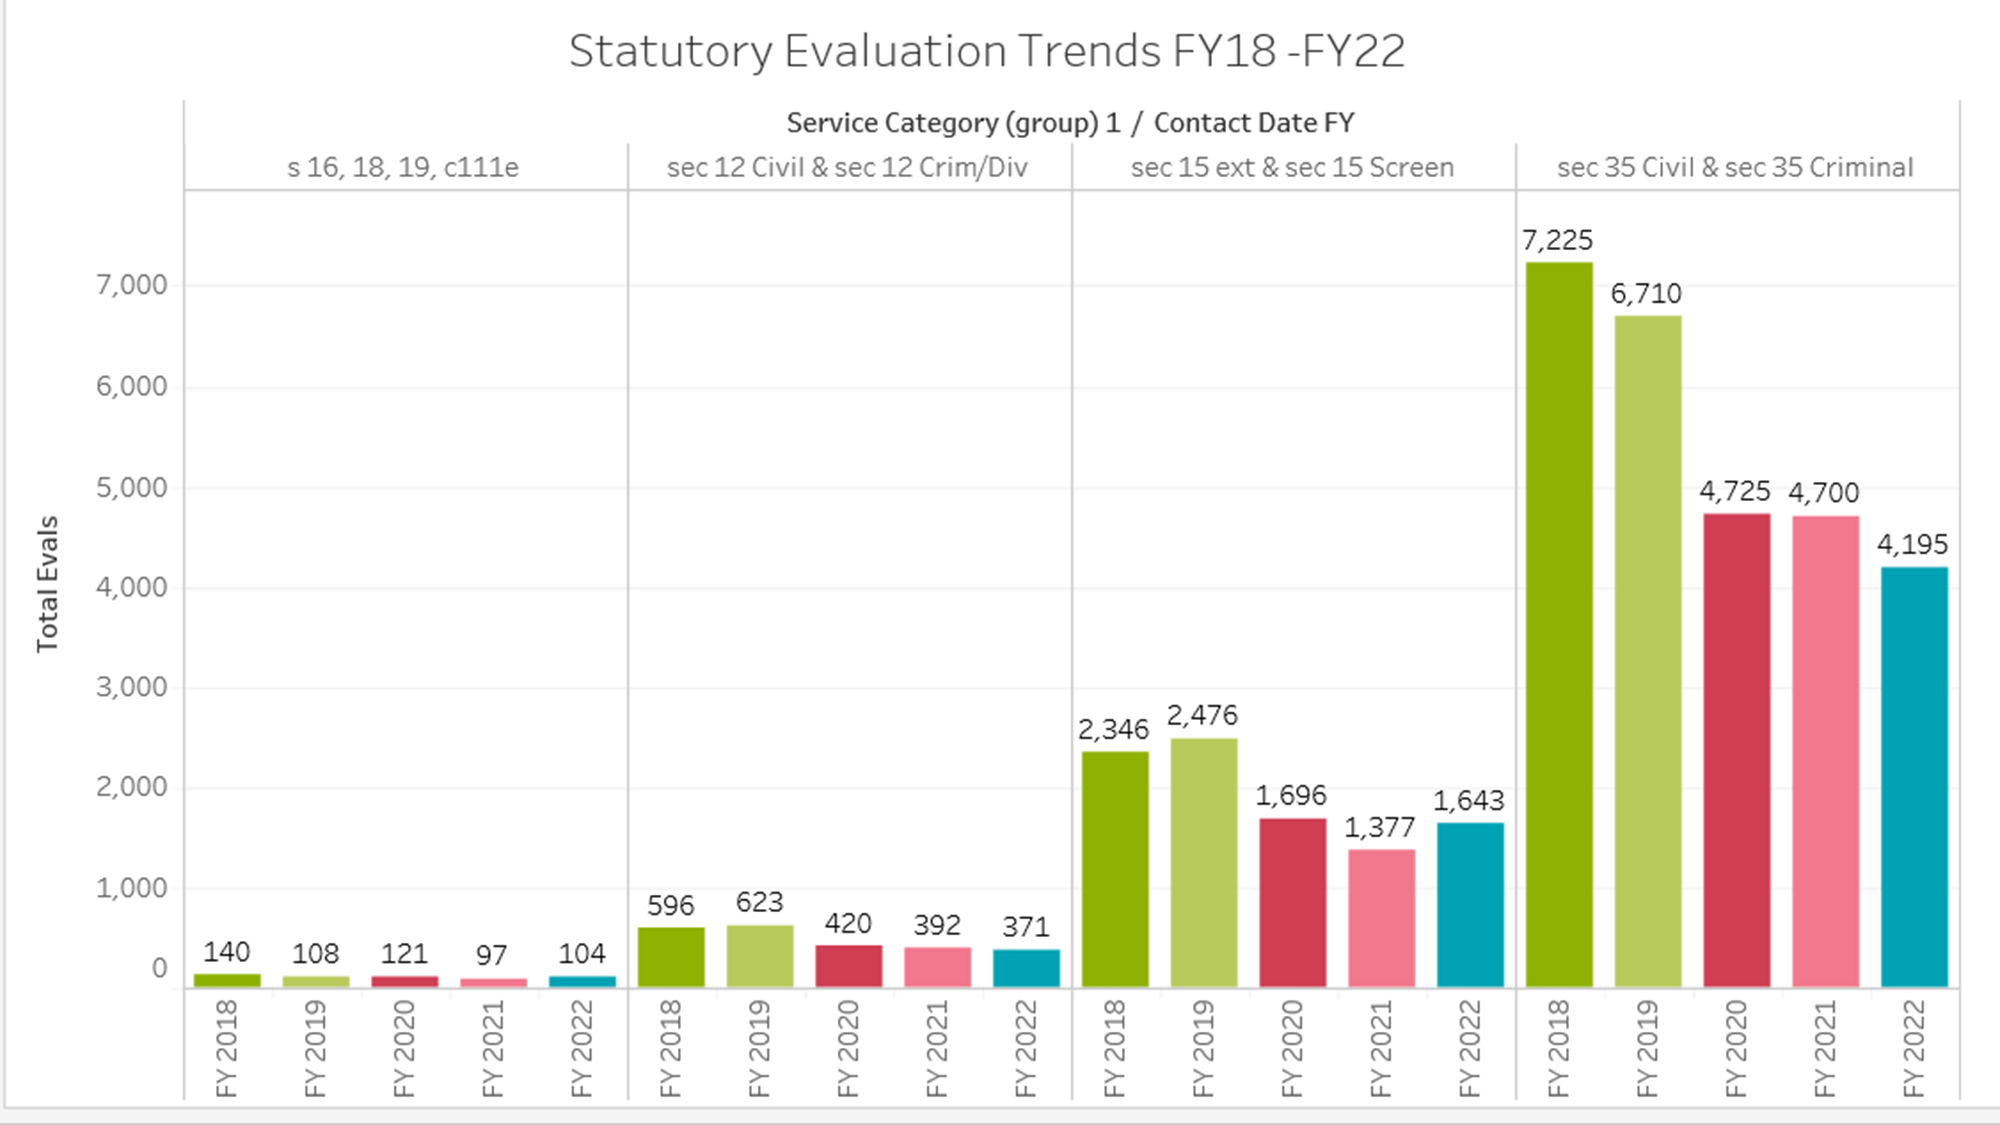 Statutory Evaluation Trends FY18 -FY22
Service Category (group) 1 / Contact Date FY
s 16, 18, 19, c111e
sec 12 Civil & sec 12 Crim/Div
sec 15 ext & sec 15 Screen
sec 35 Civil & sec 35 Criminal
Total Evals
7,000
6,000
5,000
4,000
3,000
2,000
1,000
0
140
108
121
97
104
596
623
420
392
371
2,346
2,476
1,696
1,377
1,643
7,225
6,710
4,725
4,700
4,195
FY 2018
FY 2019
FY 2020
FY 2021
FY 2022
FY 2018
FY 2019
FY 2020
FY 2021
FY 2022
FY 2018
FY 2019
FY 2020
FY 2021
FY 2022
FY 2018
FY 2019
FY 2020
FY 2021
FY 2022